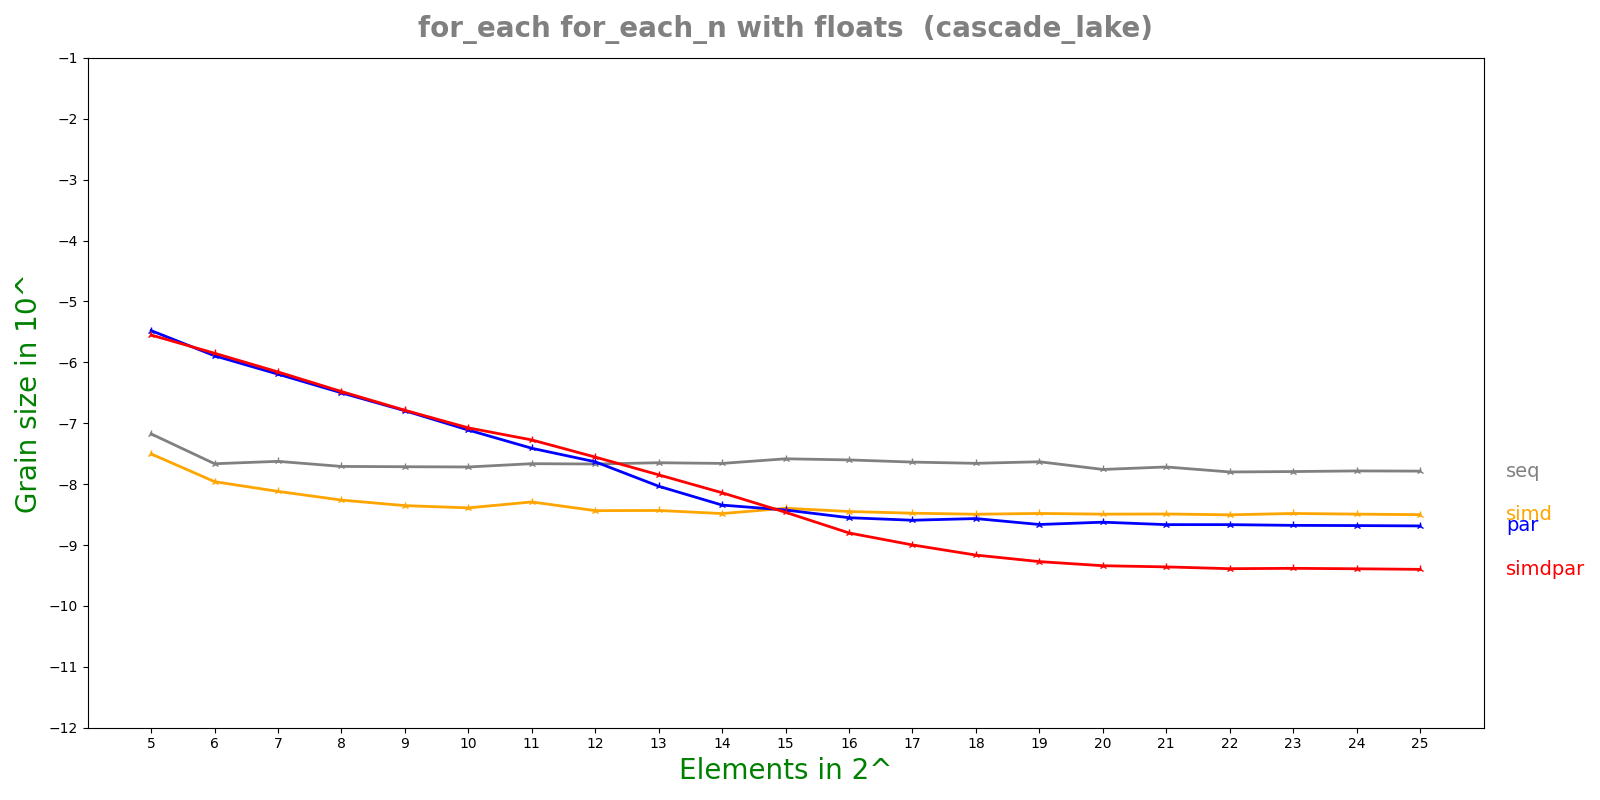 for_each for_each_n with floats (cascade_lake)
Grain size in 10^
−1
−2
−3
−4
−5
−6
−7
−8
−9
−10
−11
−12
seq
simd
par
simdpar
5 6 7 8 9 10 11 12 13 14 15 16 17 18 19 20 21 22 23 24 25
Elements in 2^